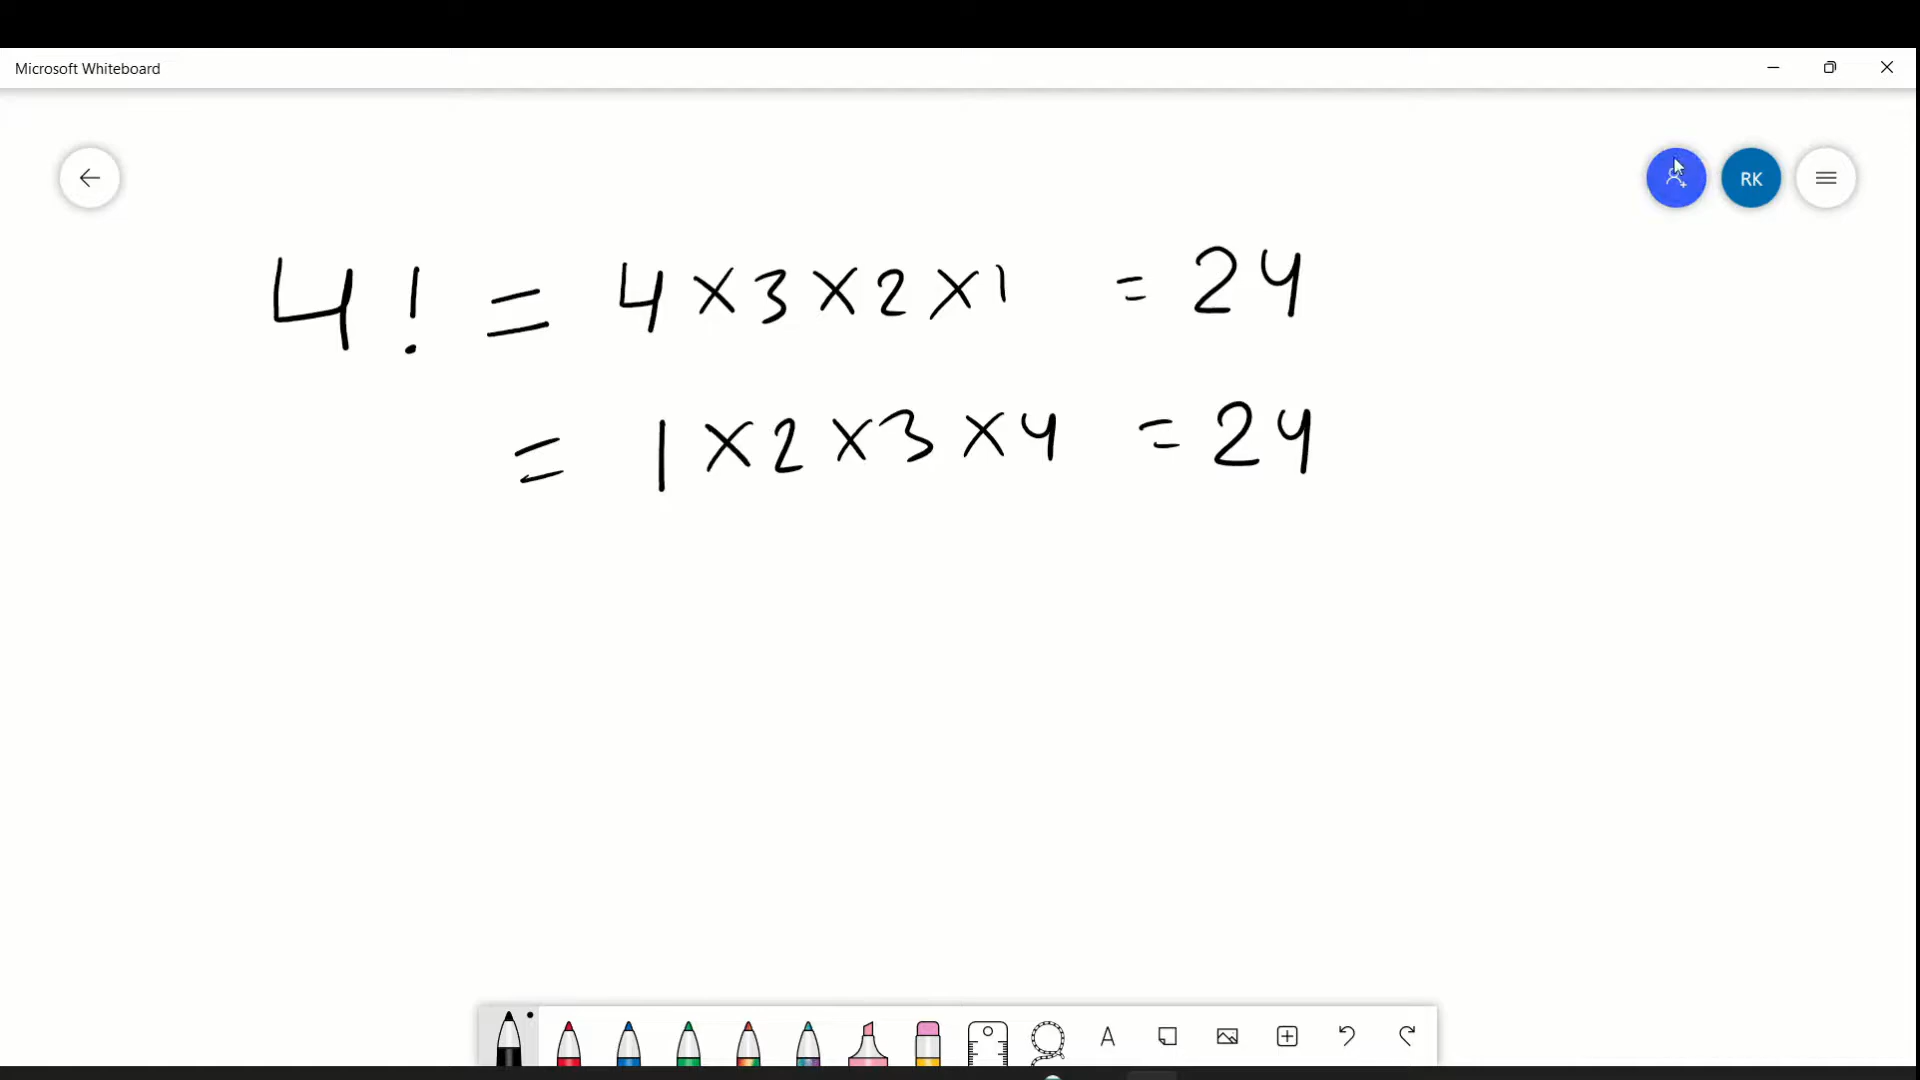 Microsoft Whiteboard
RK
4! = 4×3×2×1 = 24
= 1×2×3×4 = 24
A